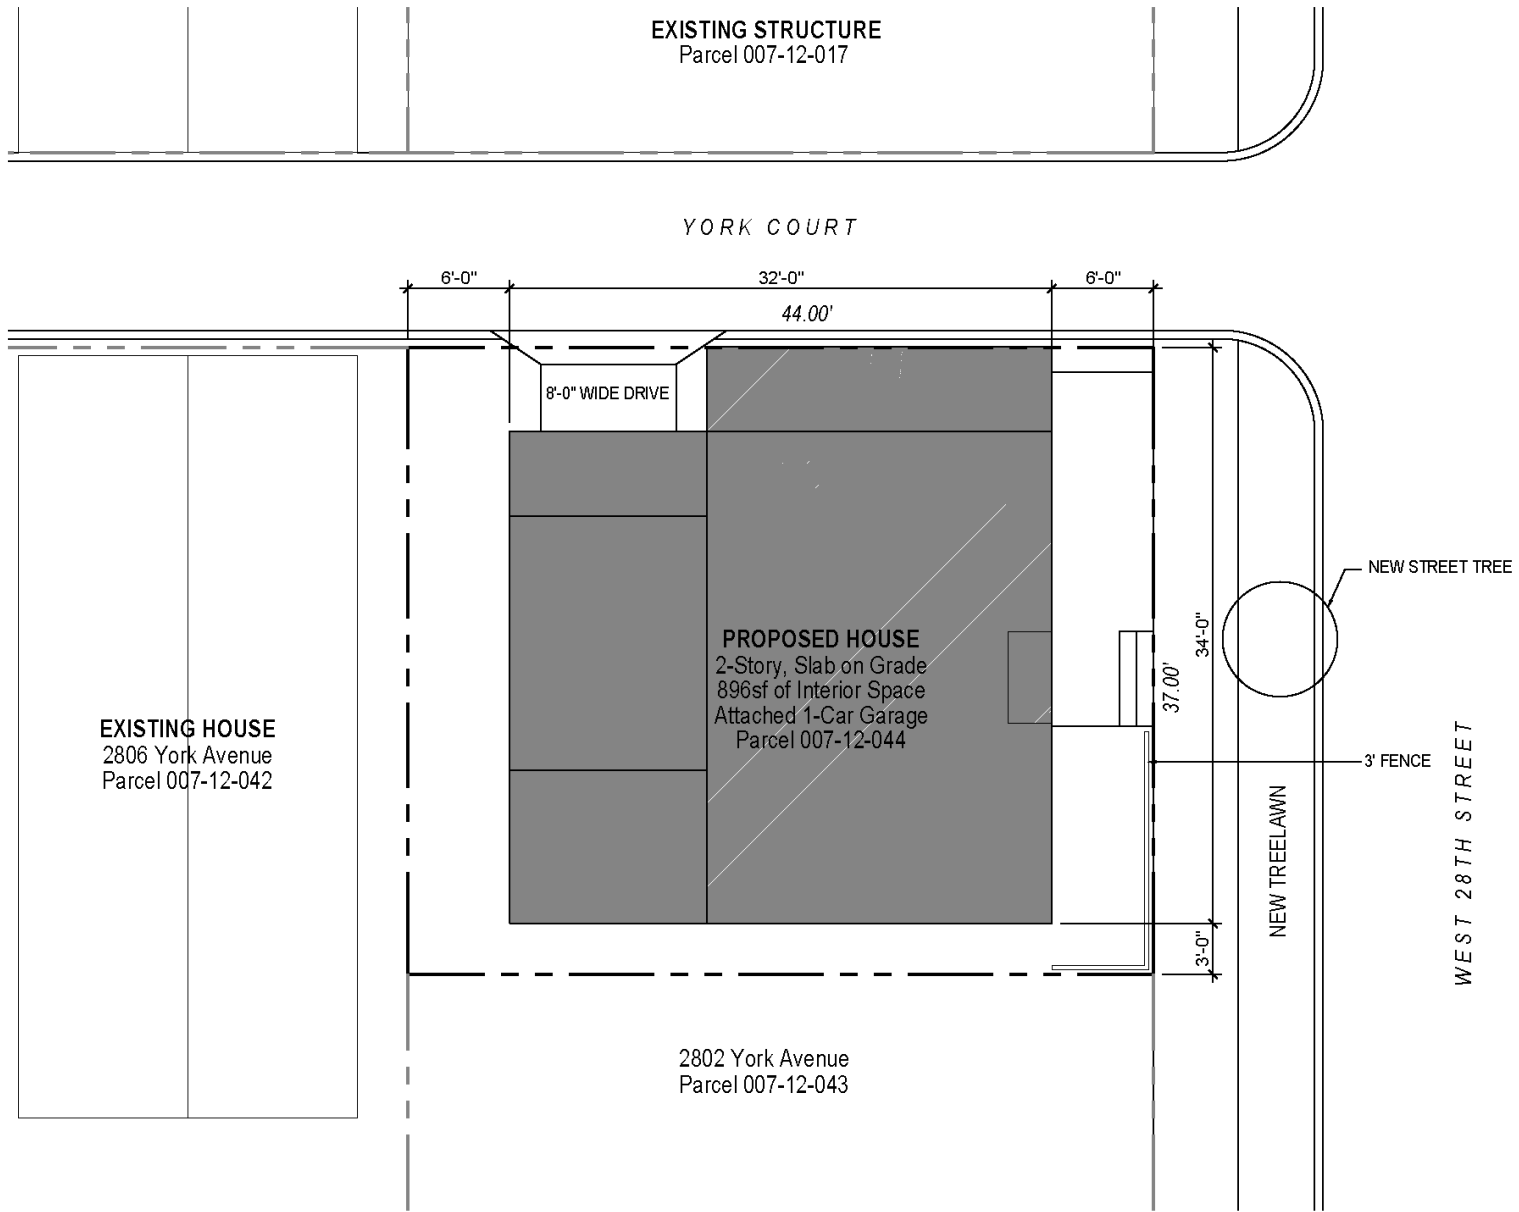 EXISTING STRUCTURE
Parcel 007-12-017
YORK COURT
6'-0"
32'-0"
6'-0"
44.00'
8'-0" WIDE DRIVE
NEW STREET TREE
34'-0"
37.00'
PROPOSED HOUSE
2-Story, Slab on Grade
896sf of Interior Space
Attached 1-Car Garage
Parcel 007-12-044
EXISTING HOUSE
2806 York Avenue
Parcel 007-12-042
3' FENCE
NEW TREELAWN
WEST 28TH STREET
3'-0"
2802 York Avenue
Parcel 007-12-043